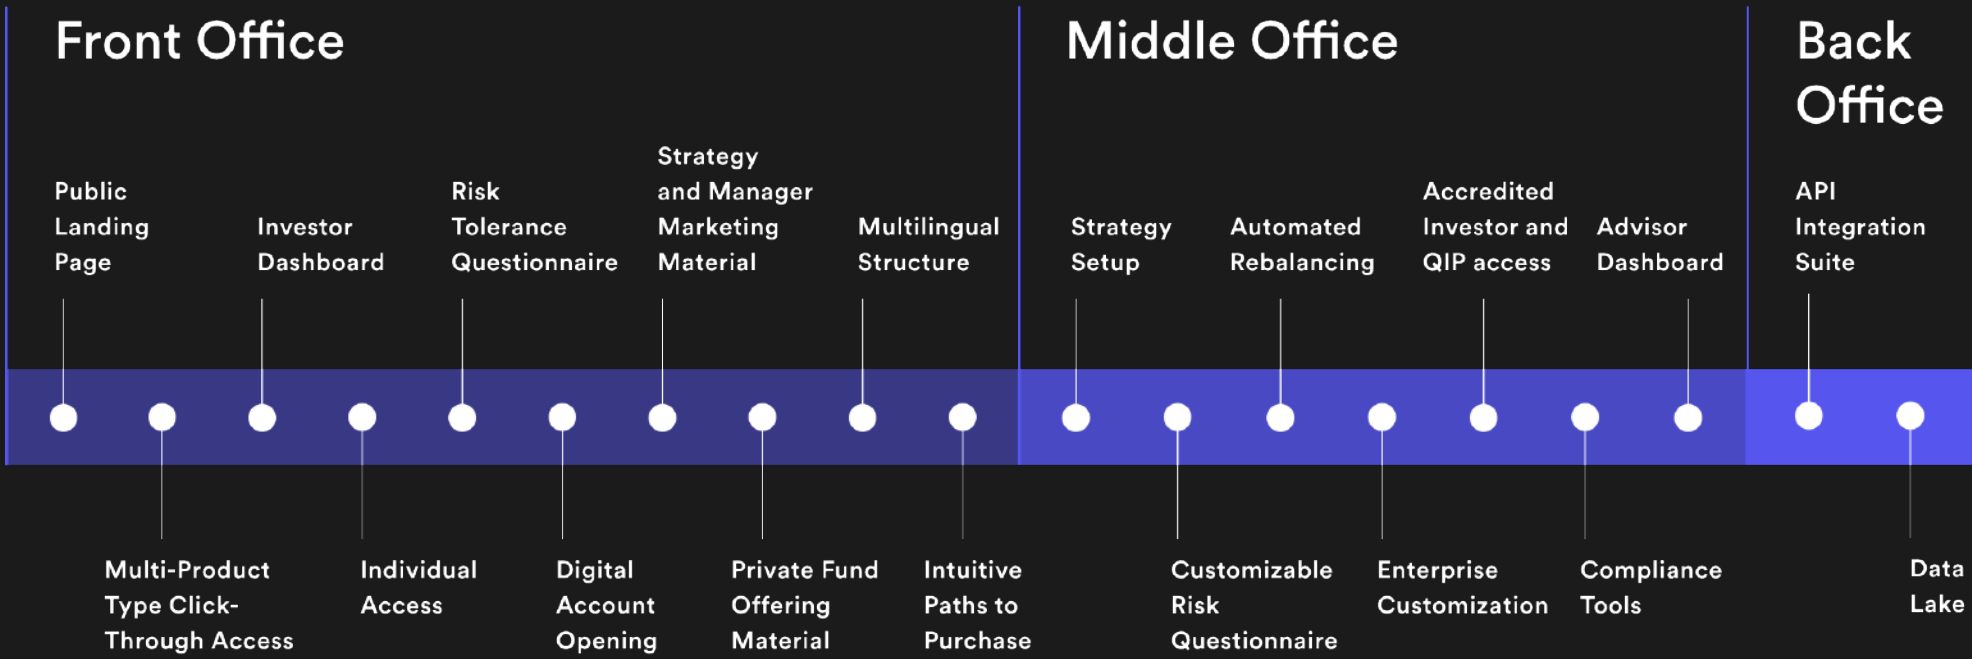 Front Office
Middle Office
Back
Office
Public
Landing
Page
Investor
Dashboard
Risk
Tolerance
Questionnaire
Strategy
and Manager
Marketing
Material
Multilingual
Structure
Strategy
Setup
Automated
Rebalancing
Accredited
Investor and
QIP access
Advisor
Dashboard
API
Integration
Suite
Multi-Product
Type Click-
Through Access
Individual
Access
Digital
Account
Opening
Private Fund
Offering
Material
Intuitive
Paths to
Purchase
Customizable
Risk
Questionnaire
Enterprise
Customization
Compliance
Tools
Data
Lake